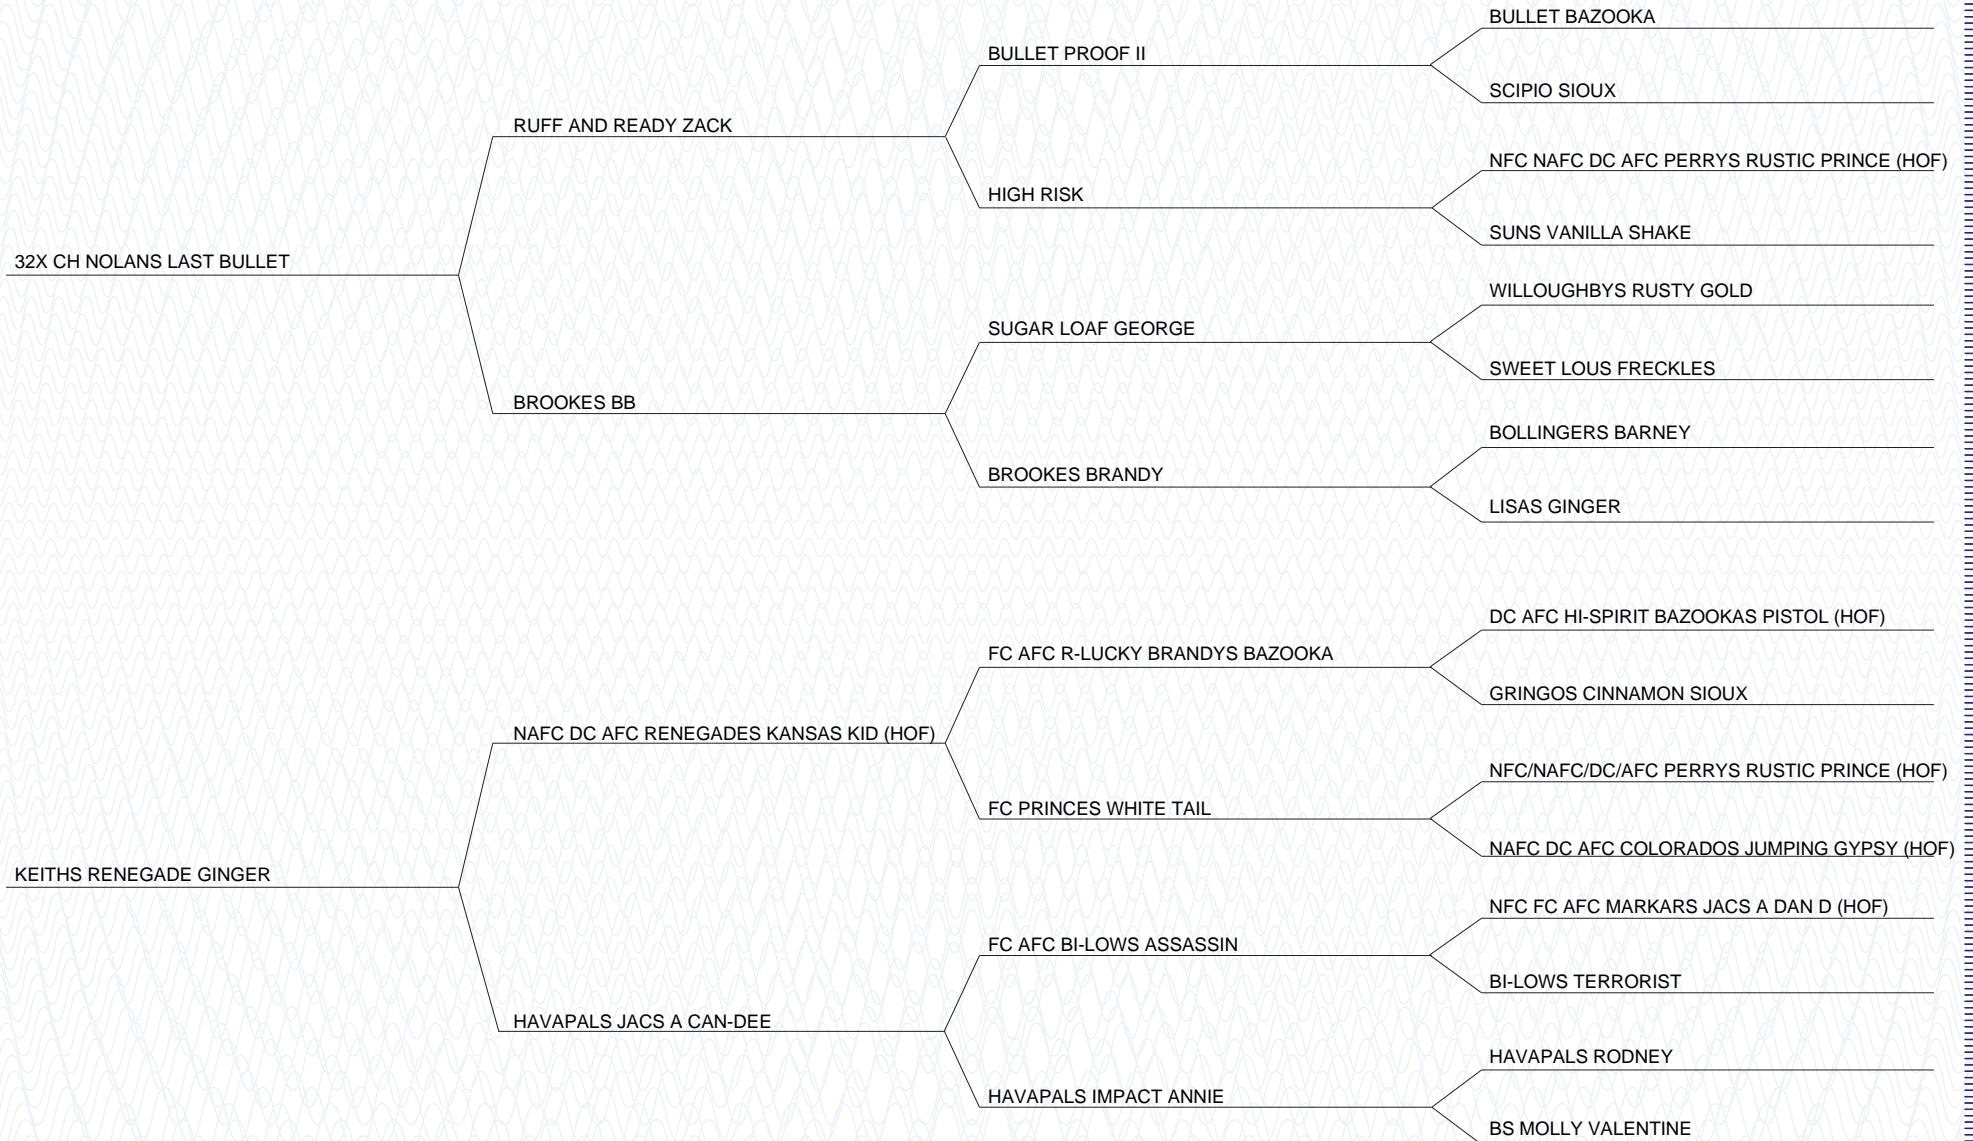 BULLET BAZOOKA
BULLET PROOF II
SCIPIO SIOUX
RUFF AND READY ZACK
NFC NAFC DC AFC PERRYS RUSTIC PRINCE (HOF)
HIGH RISK
SUNS VANILLA SHAKE
32X CH NOLANS LAST BULLET
WILLOUGHBYS RUSTY GOLD
SUGAR LOAF GEORGE
SWEET LOUS FRECKLES
BROOKES BB
BOLLINGERS BARNEY
BROOKES BRANDY
LISAS GINGER
DC AFC HI-SPIRIT BAZOOKAS PISTOL (HOF)
FC AFC R-LUCKY BRANDYS BAZOOKA
GRINGOS CINNAMON SIOUX
NAFC DC AFC RENEGADES KANSAS KID (HOF)
NFC/NAFC/DC/AFC PERRYS RUSTIC PRINCE (HOF)
FC PRINCES WHITE TAIL
NAFC DC AFC COLORADOS JUMPING GYPSY (HOF)
KEITHS RENEGADE GINGER
NFC FC AFC MARKARS JACS A DAN D (HOF)
FC AFC BI-LOWS ASSASSIN
BI-LOWS TERRORIST
HAVAPALS JACS A CAN-DEE
HAVAPALS RODNEY
HAVAPALS IMPACT ANNIE
BS MOLLY VALENTINE